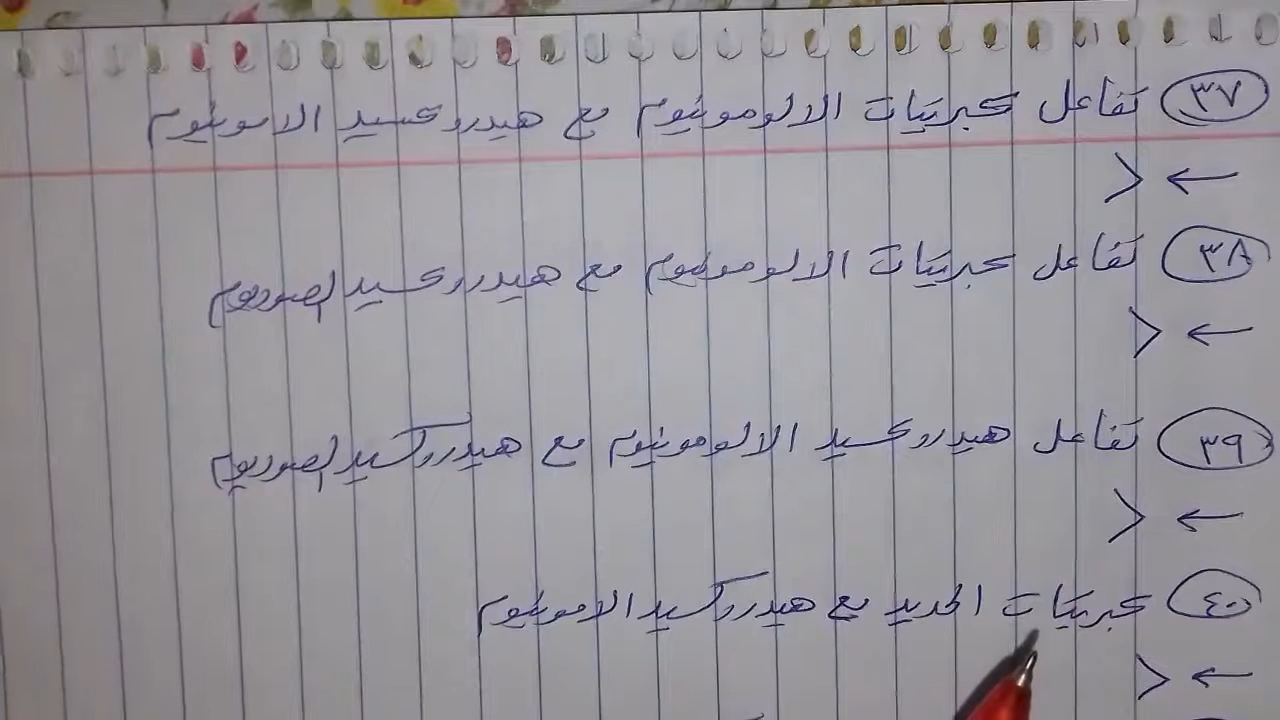 ٣٧ تفاعل كبريتات الالومونيوم مع هيدروكسيد الامونيوم
← <
٣٨ تفاعل كبريتات الالومونيوم مع هيدروكسيد الصوديوم
← <
٣٩ تفاعل هيدروكسيد الالومونيوم مع هيدروكسيد الصوديوم
← <
٤٠ كبريتات الحديد مع هيدروكسيد الامونيوم
← <